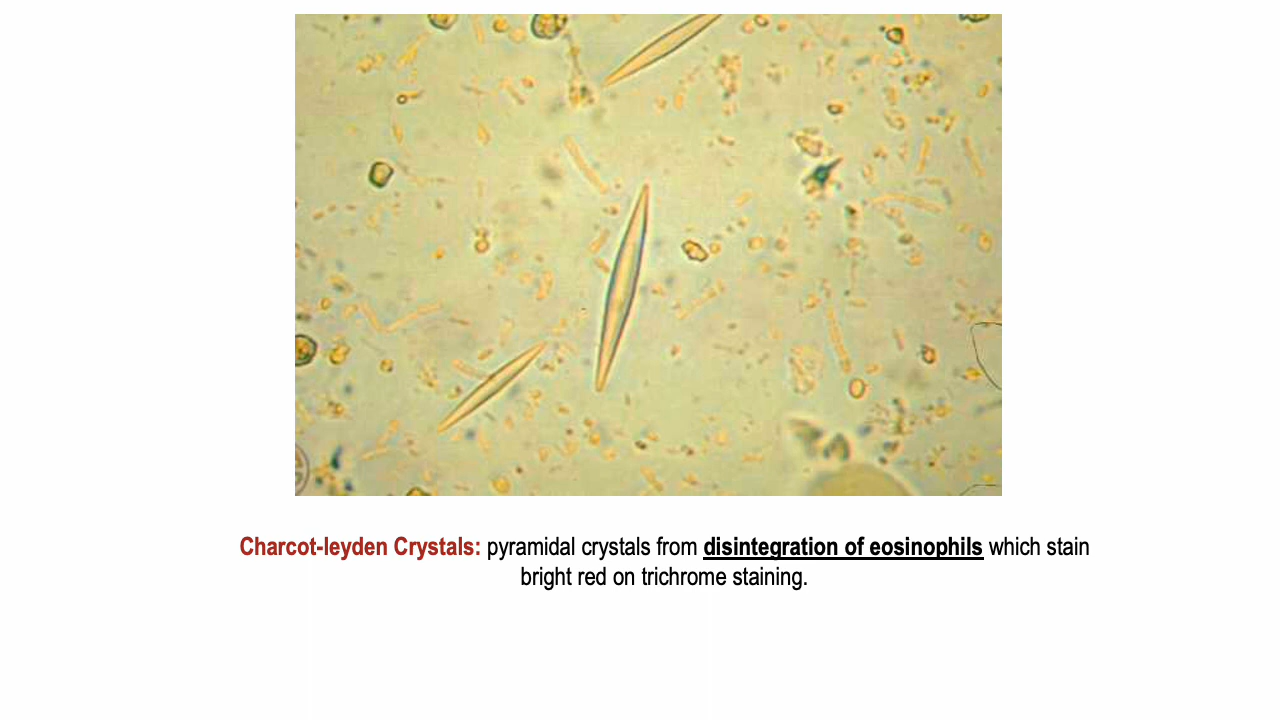 Charcot-leyden Crystals: pyramidal crystals from disintegration of eosinophils which stain
bright red on trichrome staining.